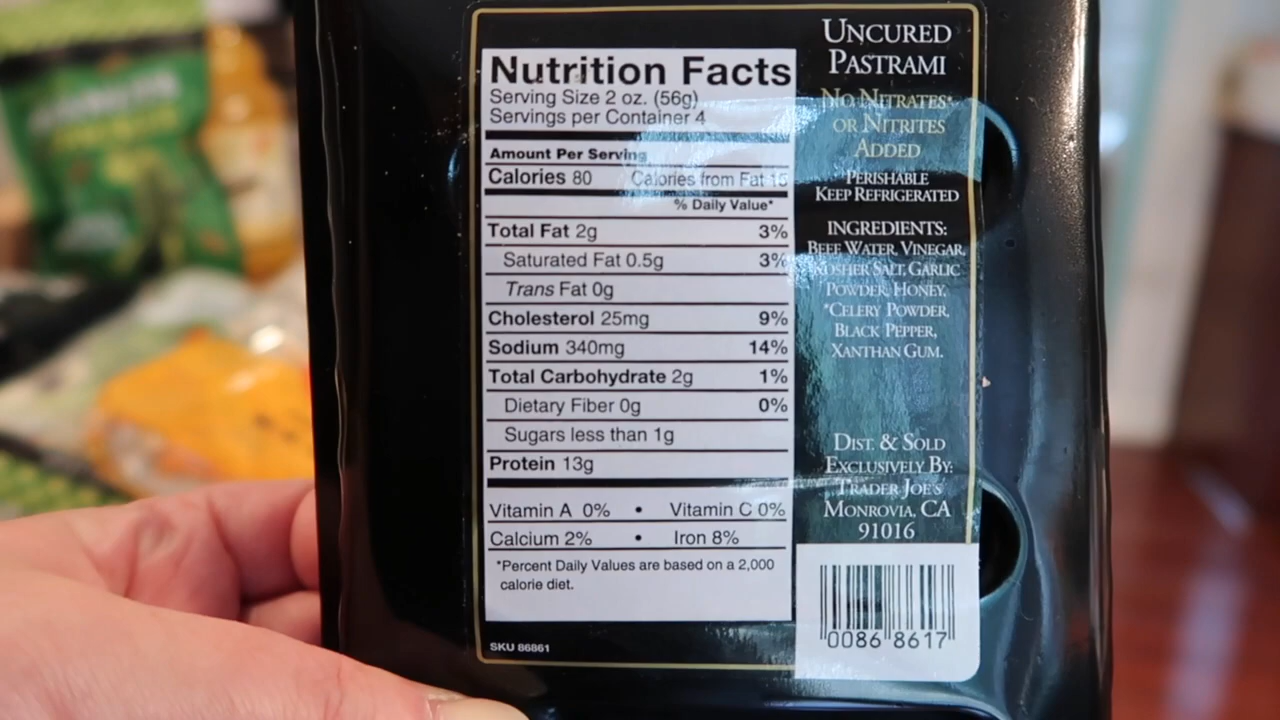 Nutrition Facts
Serving Size 2 oz. (56g)
Servings per Container 4
Amount Per Serving
Calories 80 Calories from Fat 15
% Daily Value*
Total Fat 2g 3%
Saturated Fat 0.5g 3%
Trans Fat 0g
Cholesterol 25mg 9%
Sodium 340mg 14%
Total Carbohydrate 2g 1%
Dietary Fiber 0g 0%
Sugars less than 1g
Protein 13g
Vitamin A 0% • Vitamin C 0%
Calcium 2% • Iron 8%
*Percent Daily Values are based on a 2,000
calorie diet.
SKU 86861
UNCURED
PASTRAMI
NO NITRATES*
OR NITRITES
ADDED
PERISHABLE
KEEP REFRIGERATED
INGREDIENTS:
BEEF, WATER, VINEGAR,
KOSHER SALT, GARLIC
POWDER, HONEY,
*CELERY POWDER,
BLACK PEPPER,
XANTHAN GUM.
DIST. & SOLD
EXCLUSIVELY BY:
TRADER JOE'S
MONROVIA, CA
91016
0086 8617